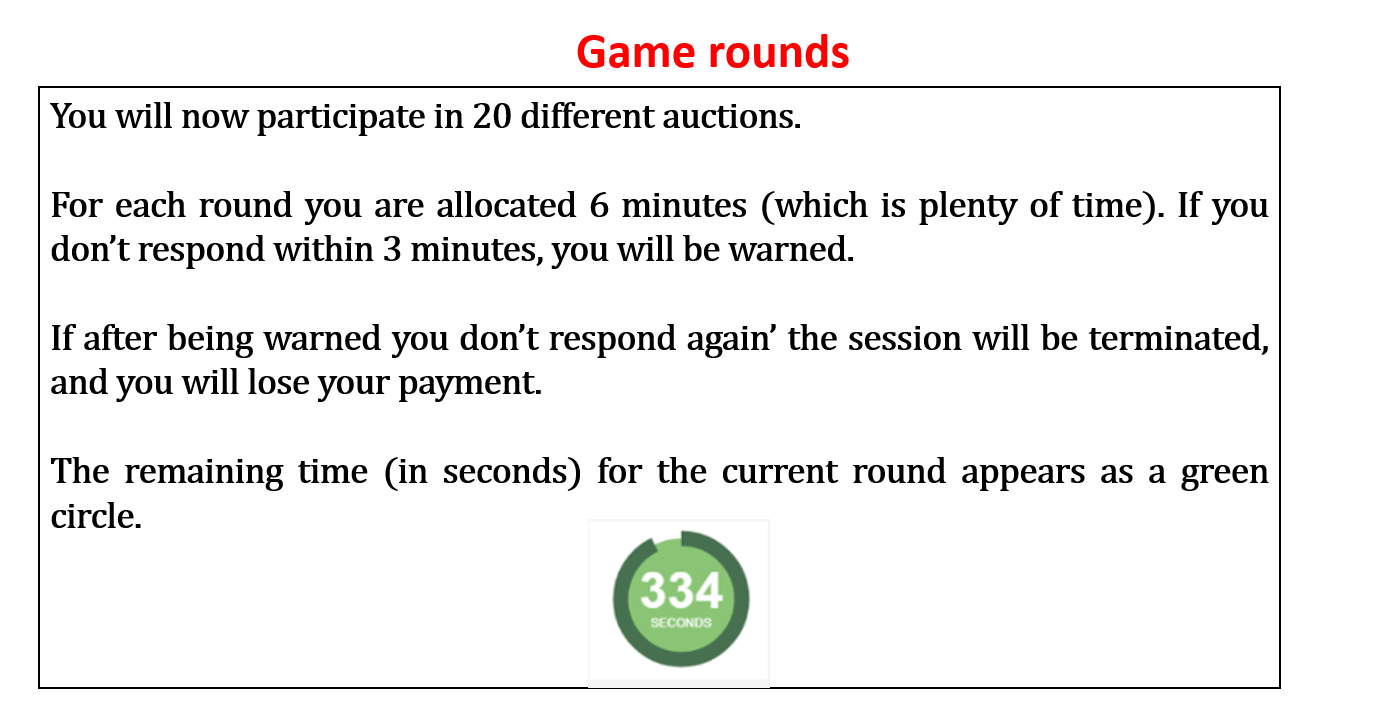 Game rounds
You will now participate in 20 different auctions.
For each round you are allocated 6 minutes (which is plenty of time). If you
don’t respond within 3 minutes, you will be warned.
If after being warned you don’t respond again’ the session will be terminated,
and you will lose your payment.
The remaining time (in seconds) for the current round appears as a green
circle.
334
SECONDS